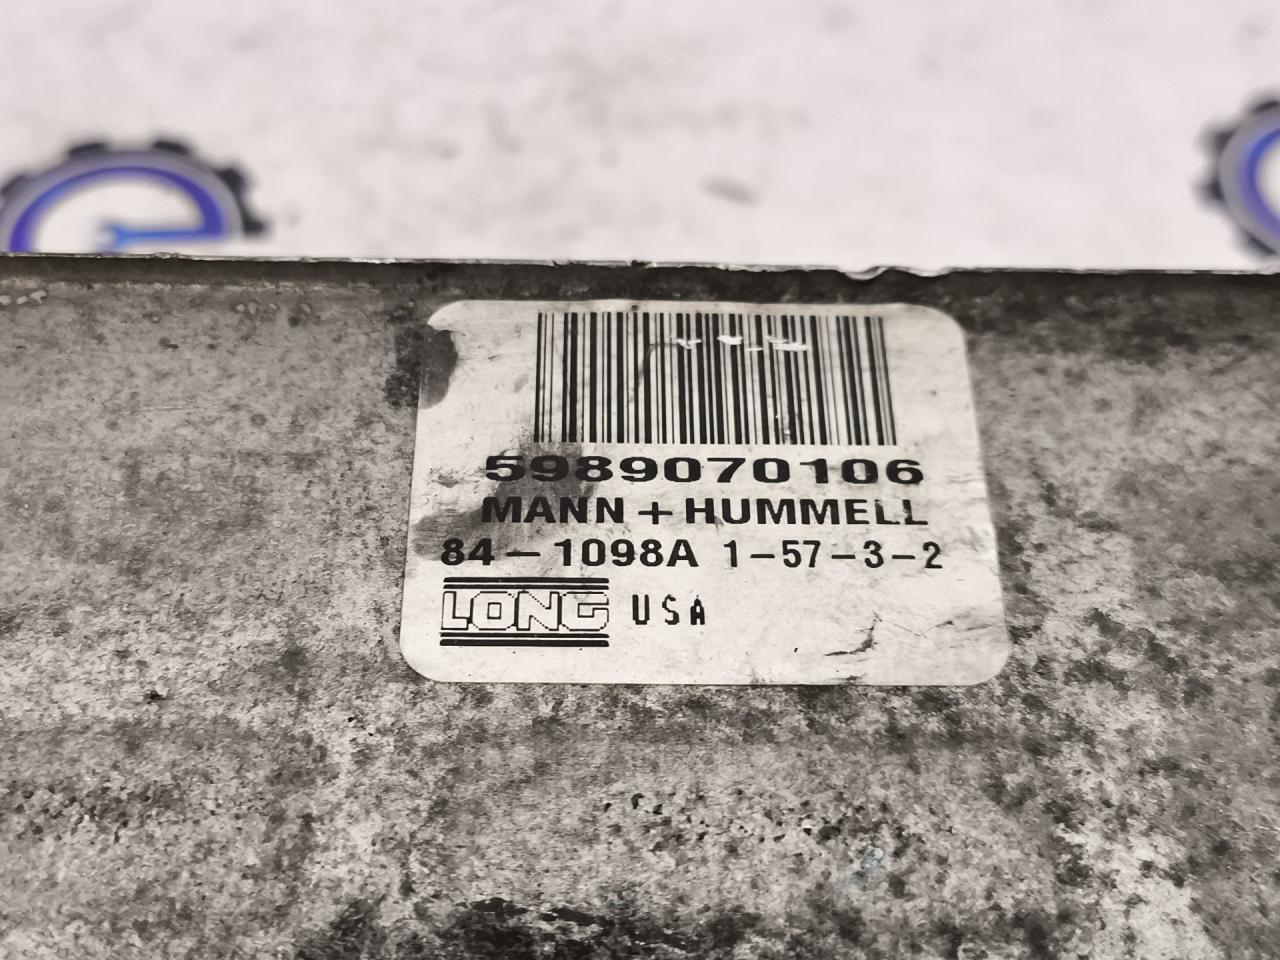 5989070106
MANN+HUMMELL
84-1098A 1-57-3-2
LONG USA